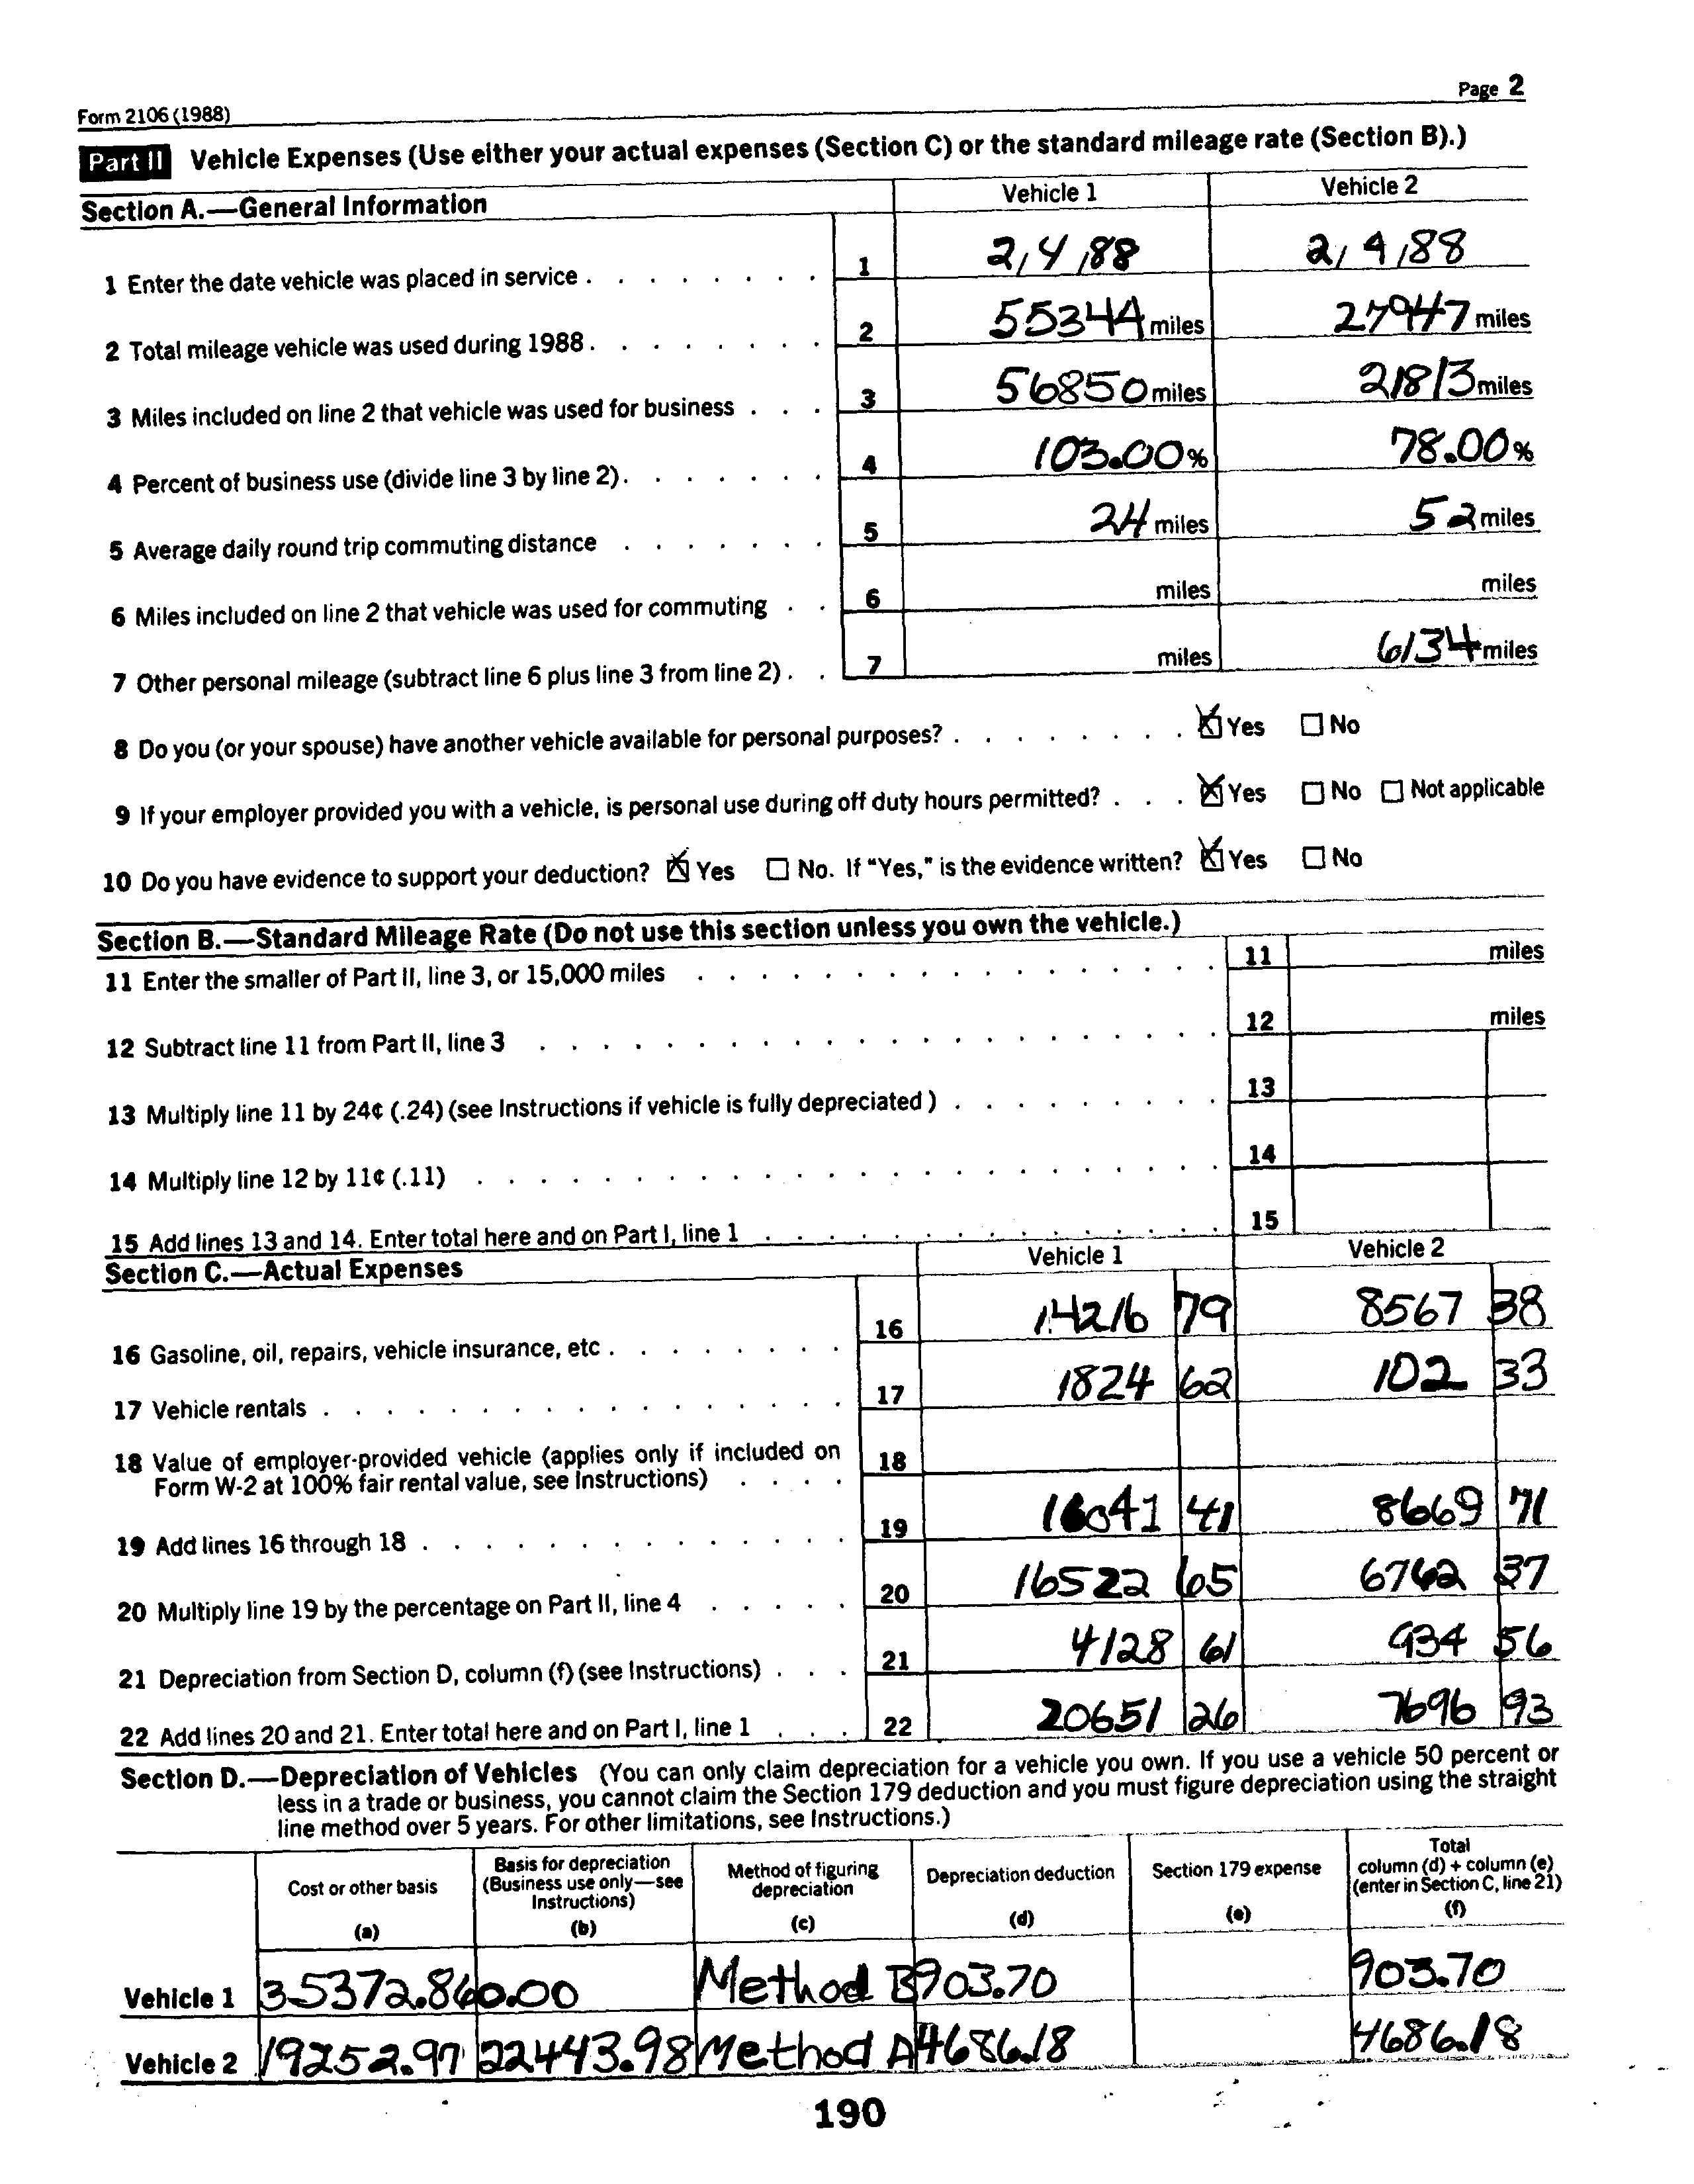 Form 2106 (1988) Page 2
Part II Vehicle Expenses (Use either your actual expenses (Section C) or the standard mileage rate (Section B).)
Section A.—General Information Vehicle 1 Vehicle 2
1 Enter the date vehicle was placed in service . . . . . . . . 1 2/4/88 2/4/88
2 Total mileage vehicle was used during 1988 . . . . . . . . 2 55344 miles 27947 miles
3 Miles included on line 2 that vehicle was used for business . . . 3 56850 miles 21813 miles
4 Percent of business use (divide line 3 by line 2) . . . . . . . 4 103.00 % 78.00 %
5 Average daily round trip commuting distance . . . . . . . 5 24 miles 52 miles
6 Miles included on line 2 that vehicle was used for commuting . . 6 miles miles
7 Other personal mileage (subtract line 6 plus line 3 from line 2) . . 7 miles 6134 miles
8 Do you (or your spouse) have another vehicle available for personal purposes? . . . . . . . . ☒ Yes ☐ No
9 If your employer provided you with a vehicle, is personal use during off duty hours permitted? . . . ☒ Yes ☐ No ☐ Not applicable
10 Do you have evidence to support your deduction? ☒ Yes ☐ No. If "Yes," is the evidence written? ☒ Yes ☐ No
Section B.—Standard Mileage Rate (Do not use this section unless you own the vehicle.)
11 Enter the smaller of Part II, line 3, or 15,000 miles . . . . . . . . . . . . . . . . . 11 miles
12 Subtract line 11 from Part II, line 3 . . . . . . . . . . . . . . . . . . . . . . 12 miles
13 Multiply line 11 by 24¢ (.24) (see Instructions if vehicle is fully depreciated) . . . . . . . . . 13
14 Multiply line 12 by 11¢ (.11) . . . . . . . . . . . . . . . . . . . . . . . . 14
15 Add lines 13 and 14. Enter total here and on Part I, line 1 . . . . . . . . . . . . . . . 15
Section C.—Actual Expenses Vehicle 1 Vehicle 2
16 Gasoline, oil, repairs, vehicle insurance, etc . . . . . . . . 16 14216 79 8567 38
17 Vehicle rentals . . . . . . . . . . . . . . . . . 17 1824 62 102 33
18 Value of employer-provided vehicle (applies only if included on 18
Form W-2 at 100% fair rental value, see Instructions) . . . .
19 Add lines 16 through 18 . . . . . . . . . . . . . . 19 16041 41 8669 71
20 Multiply line 19 by the percentage on Part II, line 4 . . . . . 20 16522 65 6762 37
21 Depreciation from Section D, column (f) (see Instructions) . . . 21 4128 61 934 56
22 Add lines 20 and 21. Enter total here and on Part I, line 1 . . . 22 20651 26 7696 93
Section D.—Depreciation of Vehicles (You can only claim depreciation for a vehicle you own. If you use a vehicle 50 percent or
less in a trade or business, you cannot claim the Section 179 deduction and you must figure depreciation using the straight
line method over 5 years. For other limitations, see Instructions.)
Cost or other basis (a) Basis for depreciation (Business use only—see Instructions) (b) Method of figuring depreciation (c) Depreciation deduction (d) Section 179 expense (e) Total column (d) + column (e) (enter in Section C, line 21) (f)
Vehicle 1 35372.86 0.00 Method B 903.70 903.70
Vehicle 2 19252.97 22443.98 Method A 4686.18 4686.18
190